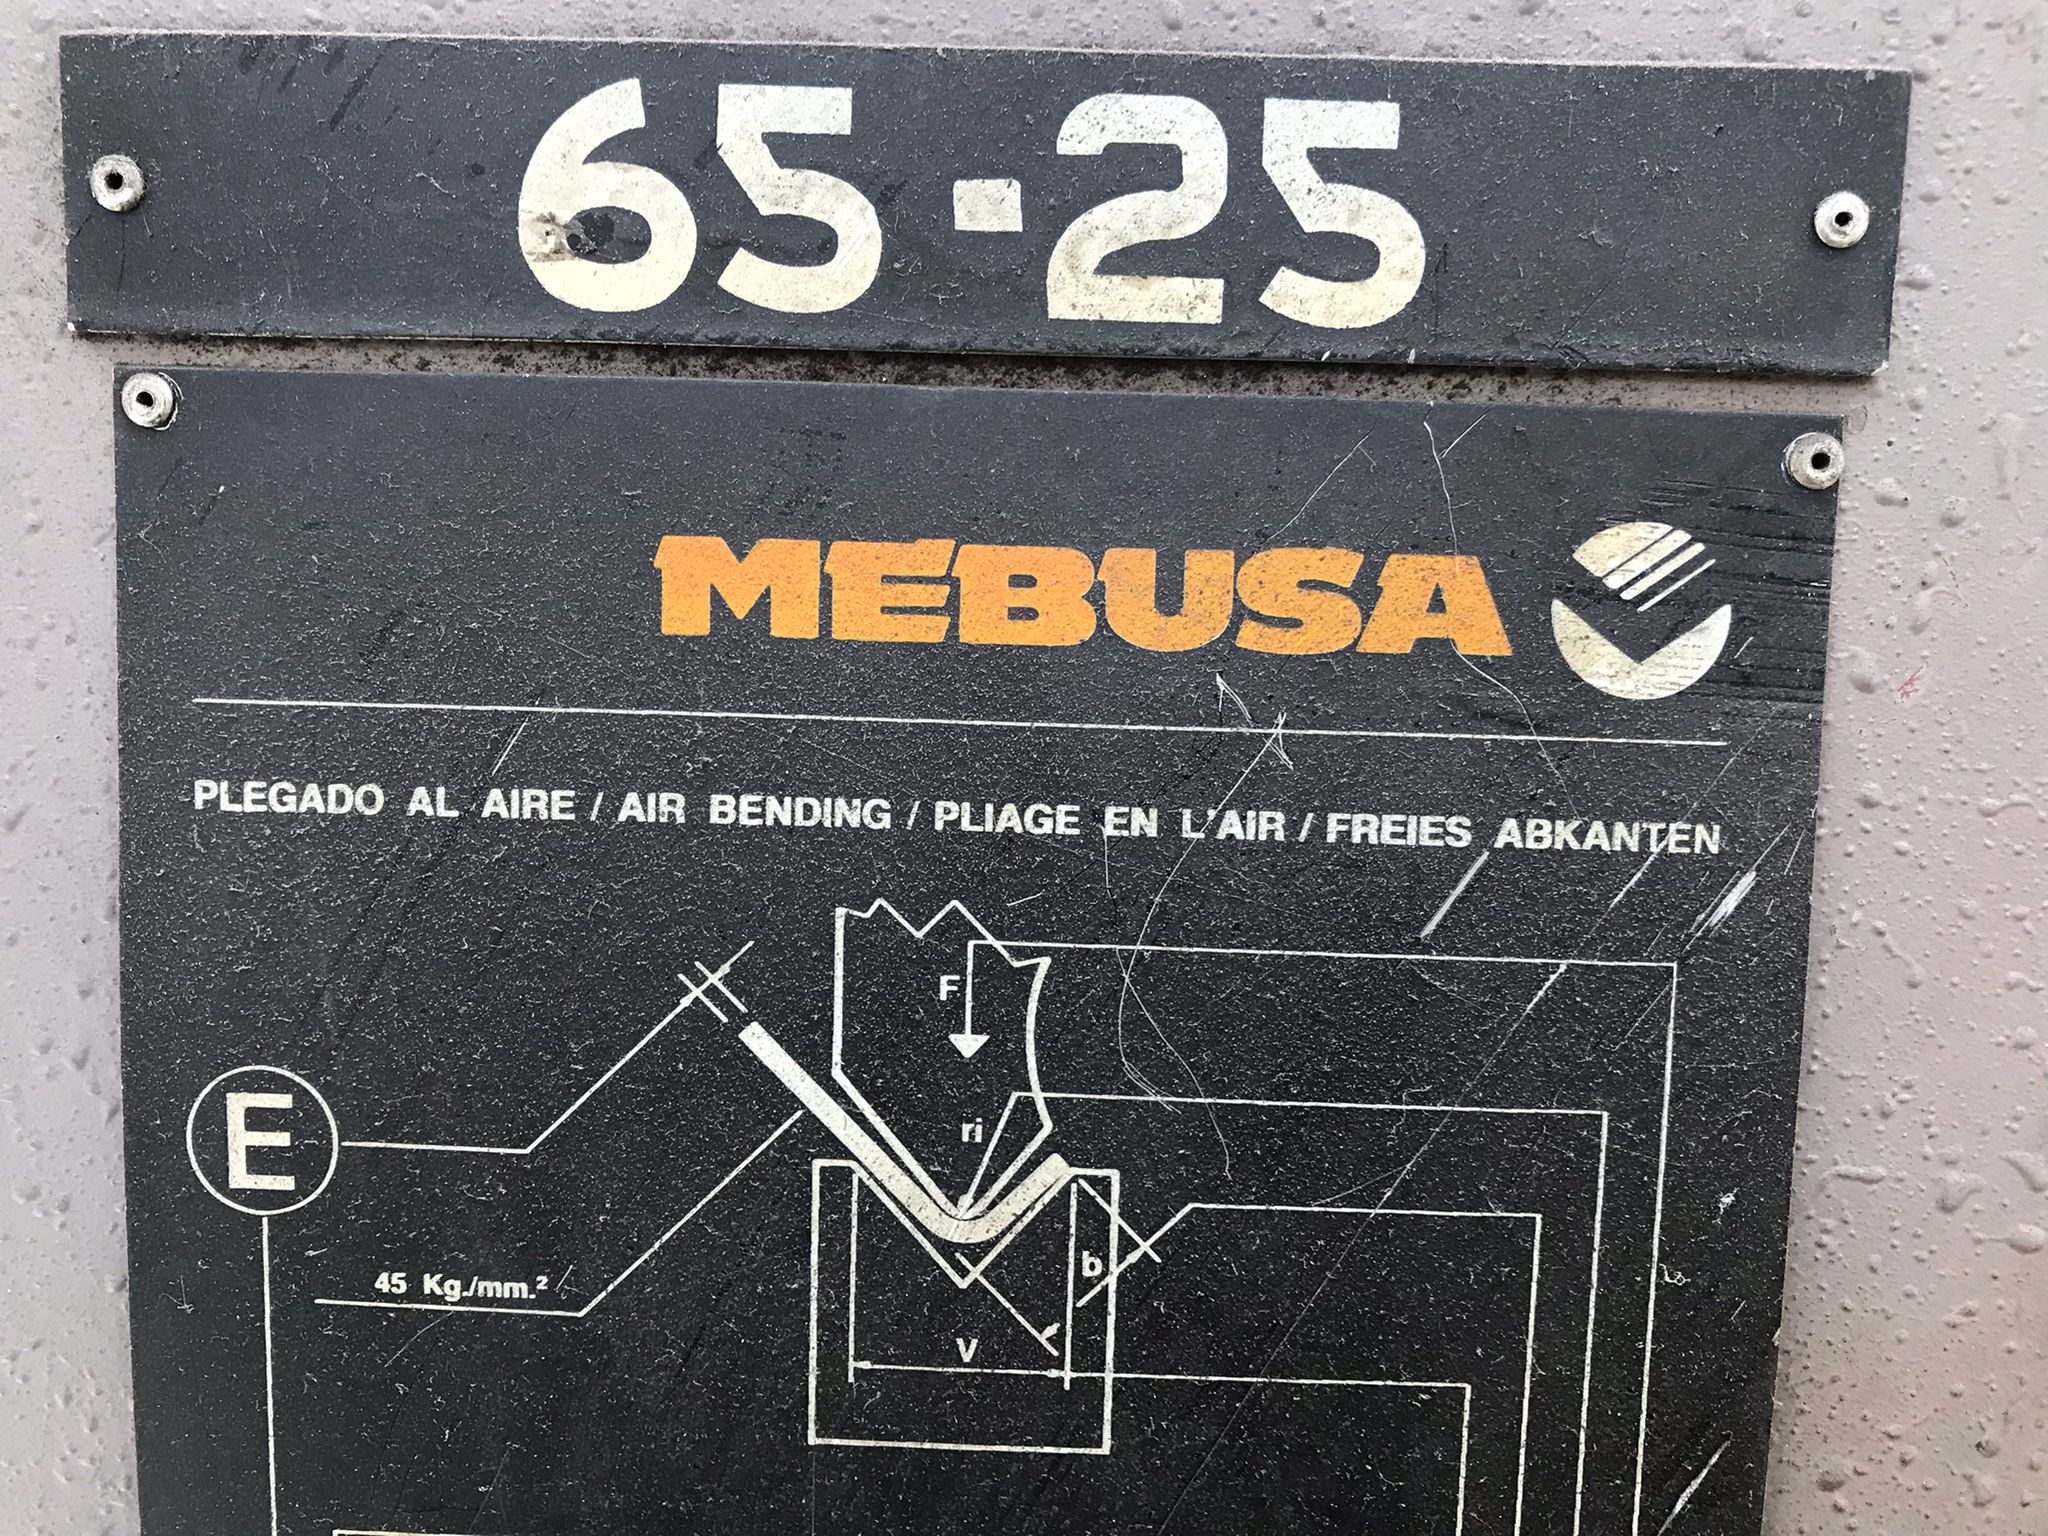 65-25
MEBUSA
PLEGADO AL AIRE / AIR BENDING / PLIAGE EN L'AIR / FREIES ABKANTEN
F
ri
E
b
45 Kg./mm.²
V